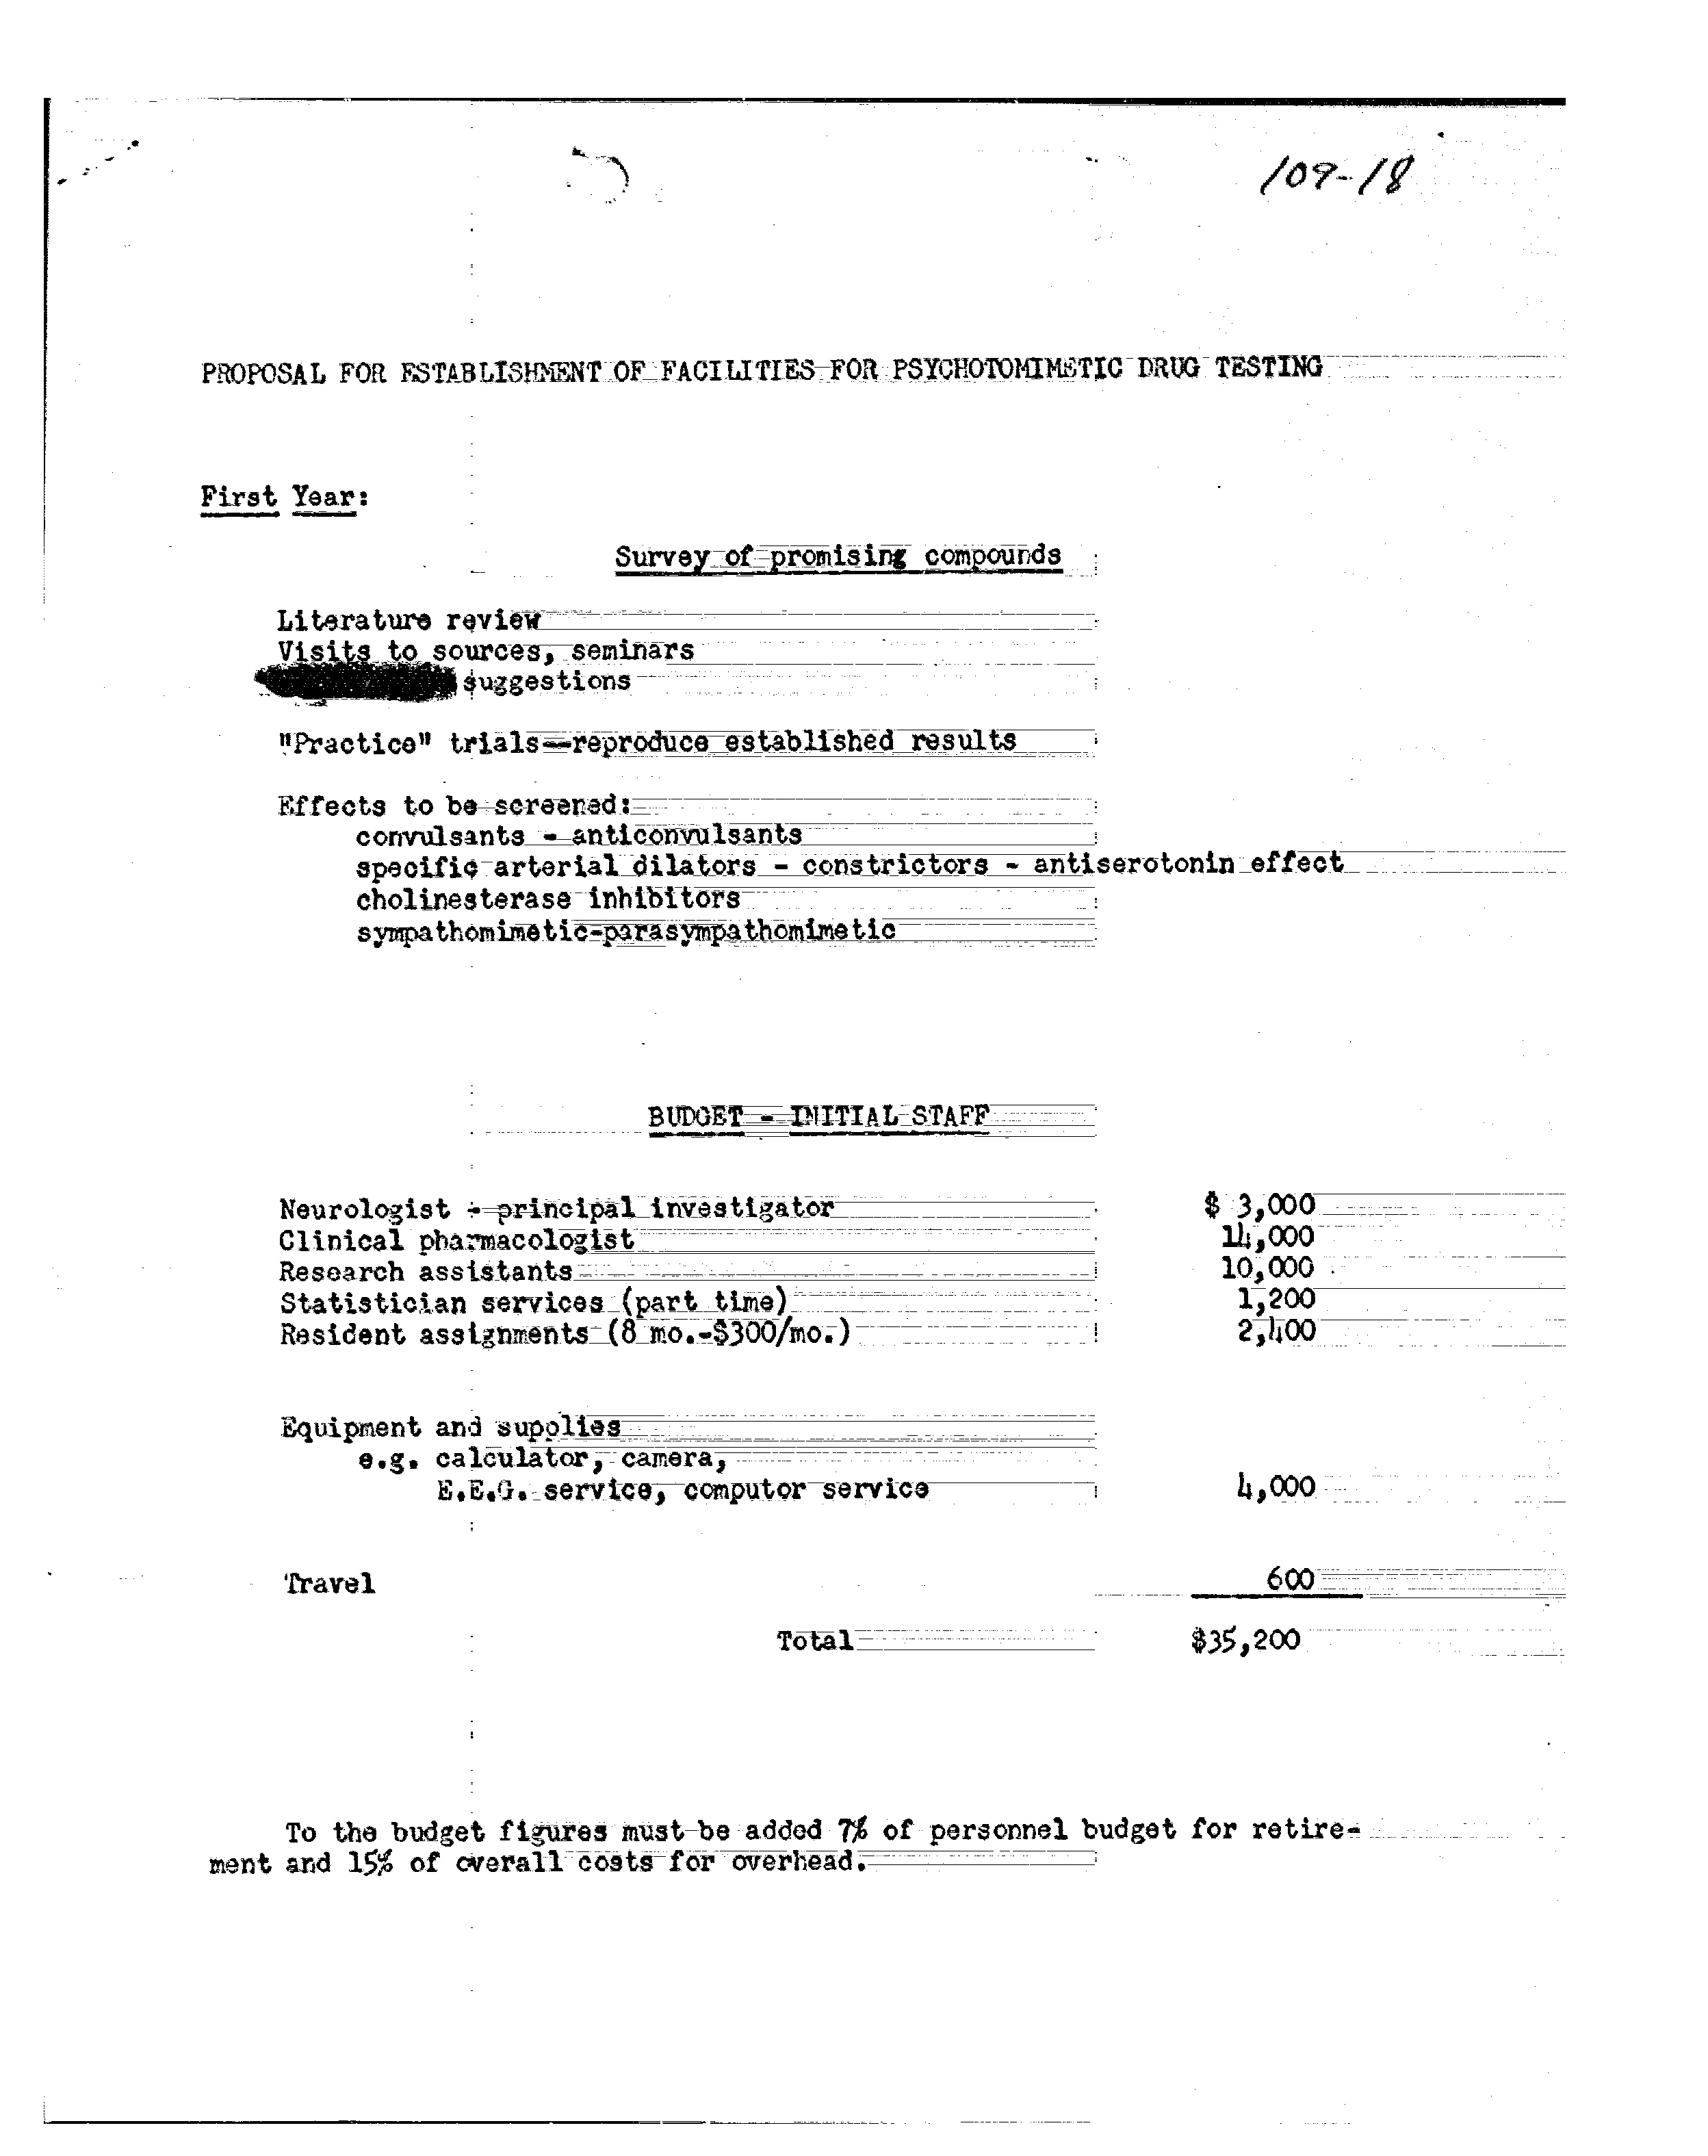 109-18
PROPOSAL FOR ESTABLISHMENT OF FACILITIES FOR PSYCHOTOMIMETIC DRUG TESTING
First Year:
Survey of promising compounds
Literature review
Visits to sources, seminars
suggestions
"Practice" trials—reproduce established results
Effects to be screened:
convulsants - anticonvulsants
specific arterial dilators - constrictors - antiserotonin effect
cholinesterase inhibitors
sympathomimetic-parasympathomimetic
BUDGET - INITIAL STAFF
Neurologist - principal investigator $ 3,000
Clinical pharmacologist 14,000
Research assistants 10,000
Statistician services (part time) 1,200
Resident assignments (8 mo.-$300/mo.) 2,400
Equipment and supolies
e.g. calculator, camera,
E.E.G. service, computor service 4,000
Travel 600
Total $35,200
To the budget figures must be added 7% of personnel budget for retire-
ment and 15% of overall costs for overhead.